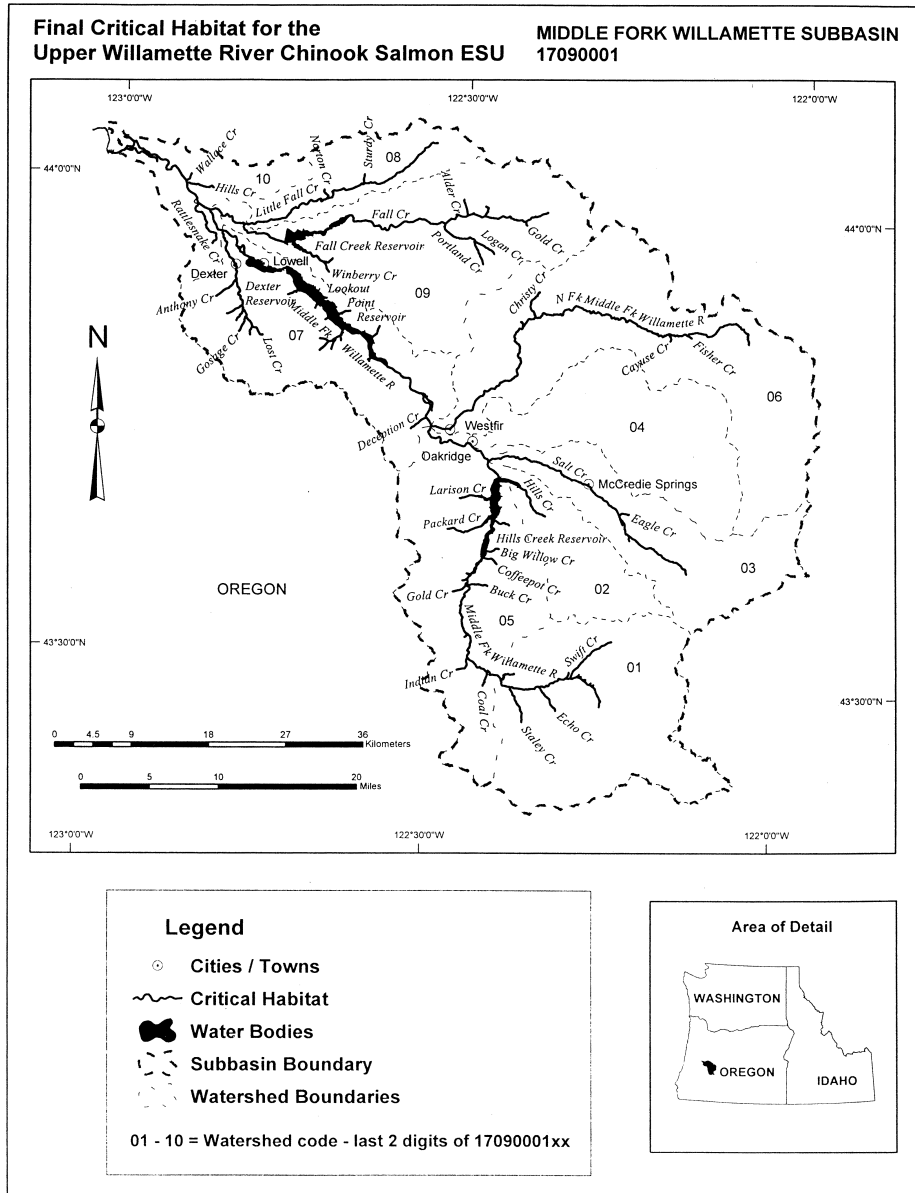 Final Critical Habitat for the
Upper Willamette River Chinook Salmon ESU
MIDDLE FORK WILLAMETTE SUBBASIN
17090001
123°0'0"W
122°30'0"W
122°0'0"W
44°0'0"N
44°0'0"N
Wallace Cr
10
Hills Cr
Norton Cr
Sturdy Cr
08
Little Fall Cr
Rattlesnake Cr
Fall Cr
Alder Cr
Gold Cr
Logan Cr
Portland Cr
Fall Creek Reservoir
Winberry Cr
Dexter
Lowell
Dexter
Reservoir
Lookout
Point
Reservoir
09
Christy Cr
N Fk Middle Fk Willamette R
Anthony Cr
07
Middle Fk
Willamette R
Gosage Cr
Lost Cr
Cayuse Cr
Fisher Cr
06
N
04
Deception Cr
Westfir
Oakridge
Salt Cr
McCredie Springs
Larison Cr
Hills Cr
Packard Cr
Eagle Cr
Hills Creek Reservoir
Big Willow Cr
Coffeepot Cr
03
OREGON
Gold Cr
Buck Cr
02
05
Middle Fk Willamette R
Swift Cr
01
43°30'0"N
43°30'0"N
Indian Cr
Coal Cr
Staley Cr
Echo Cr
0 4.5 9 18 27 36
Kilometers
0 5 10 20
Miles
123°0'0"W
122°30'0"W
122°0'0"W
Legend
Cities / Towns
Critical Habitat
Water Bodies
Subbasin Boundary
Watershed Boundaries
01 - 10 = Watershed code - last 2 digits of 17090001xx
Area of Detail
WASHINGTON
OREGON
IDAHO